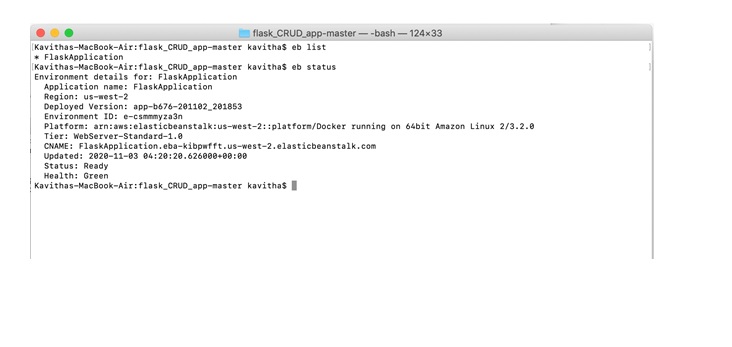 flask_CRUD_app-master — -bash — 124×33
[Kavithas-MacBook-Air:flask_CRUD_app-master kavitha$ eb list ]
* FlaskApplication
[Kavithas-MacBook-Air:flask_CRUD_app-master kavitha$ eb status ]
Environment details for: FlaskApplication
Application name: FlaskApplication
Region: us-west-2
Deployed Version: app-b676-201102_201853
Environment ID: e-csmmmyza3n
Platform: arn:aws:elasticbeanstalk:us-west-2::platform/Docker running on 64bit Amazon Linux 2/3.2.0
Tier: WebServer-Standard-1.0
CNAME: FlaskApplication.eba-kibpwfft.us-west-2.elasticbeanstalk.com
Updated: 2020-11-03 04:20:20.626000+00:00
Status: Ready
Health: Green
Kavithas-MacBook-Air:flask_CRUD_app-master kavitha$